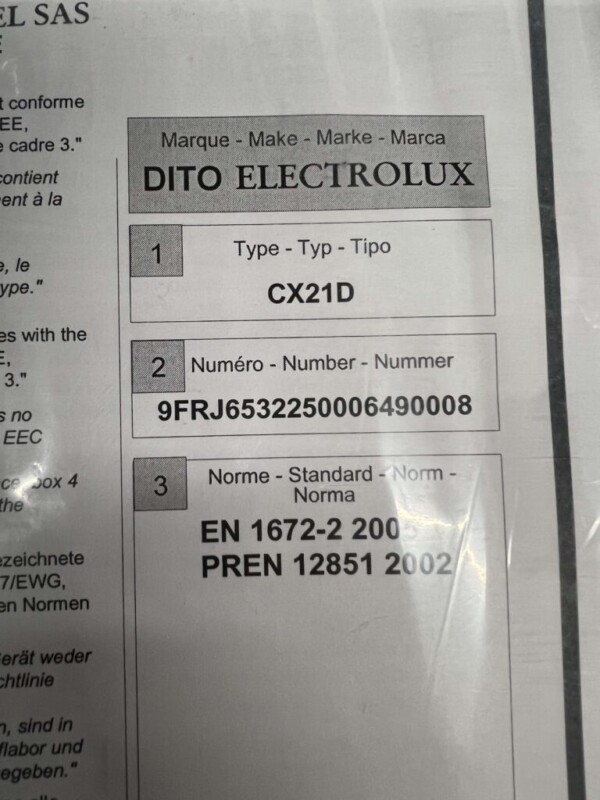 EL SAS
E
t conforme
EE,
e cadre 3."
contient
ent à la
e, le
ype."
es with the
E,
3."
s no
EEC
box 4
the
ezeichnete
7/EWG,
en Normen
erät weder
chtlinie
n, sind in
flabor und
egeben."
Marque - Make - Marke - Marca
DITO ELECTROLUX
1
Type - Typ - Tipo
CX21D
2
Numéro - Number - Nummer
9FRJ6532250006490008
3
Norme - Standard - Norm -
Norma
EN 1672-2 200
PREN 12851 2002